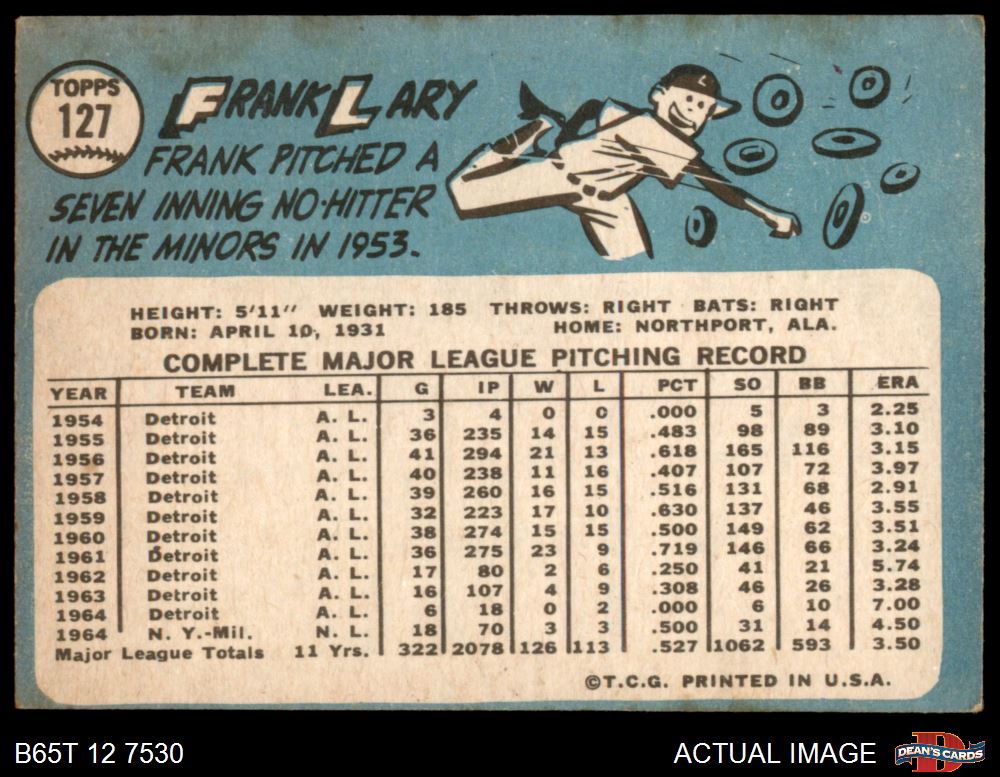 TOPPS
127
FRANK LARY
FRANK PITCHED A
SEVEN INNING NO-HITTER
IN THE MINORS IN 1953.
HEIGHT: 5'11" WEIGHT: 185 THROWS: RIGHT BATS: RIGHT
BORN: APRIL 10, 1931 HOME: NORTHPORT, ALA.
COMPLETE MAJOR LEAGUE PITCHING RECORD
YEAR TEAM LEA. G IP W L PCT SO BB ERA
1954 Detroit A. L. 3 4 0 0 .000 5 3 2.25
1955 Detroit A. L. 36 235 14 15 .483 98 89 3.10
1956 Detroit A. L. 41 294 21 13 .618 165 116 3.15
1957 Detroit A. L. 40 238 11 16 .407 107 72 3.97
1958 Detroit A. L. 39 260 16 15 .516 131 68 2.91
1959 Detroit A. L. 32 223 17 10 .630 137 46 3.55
1960 Detroit A. L. 38 274 15 15 .500 149 62 3.51
1961 Detroit A. L. 36 275 23 9 .719 146 66 3.24
1962 Detroit A. L. 17 80 2 6 .250 41 21 5.74
1963 Detroit A. L. 16 107 4 9 .308 46 26 3.28
1964 Detroit A. L. 6 18 0 2 .000 6 10 7.00
1964 N. Y.-Mil. N. L. 18 70 3 3 .500 31 14 4.50
Major League Totals 11 Yrs. 322 2078 126 113 .527 1062 593 3.50
©T.C.G. PRINTED IN U.S.A.
B65T 12 7530 ACTUAL IMAGE D DEAN'S CARDS